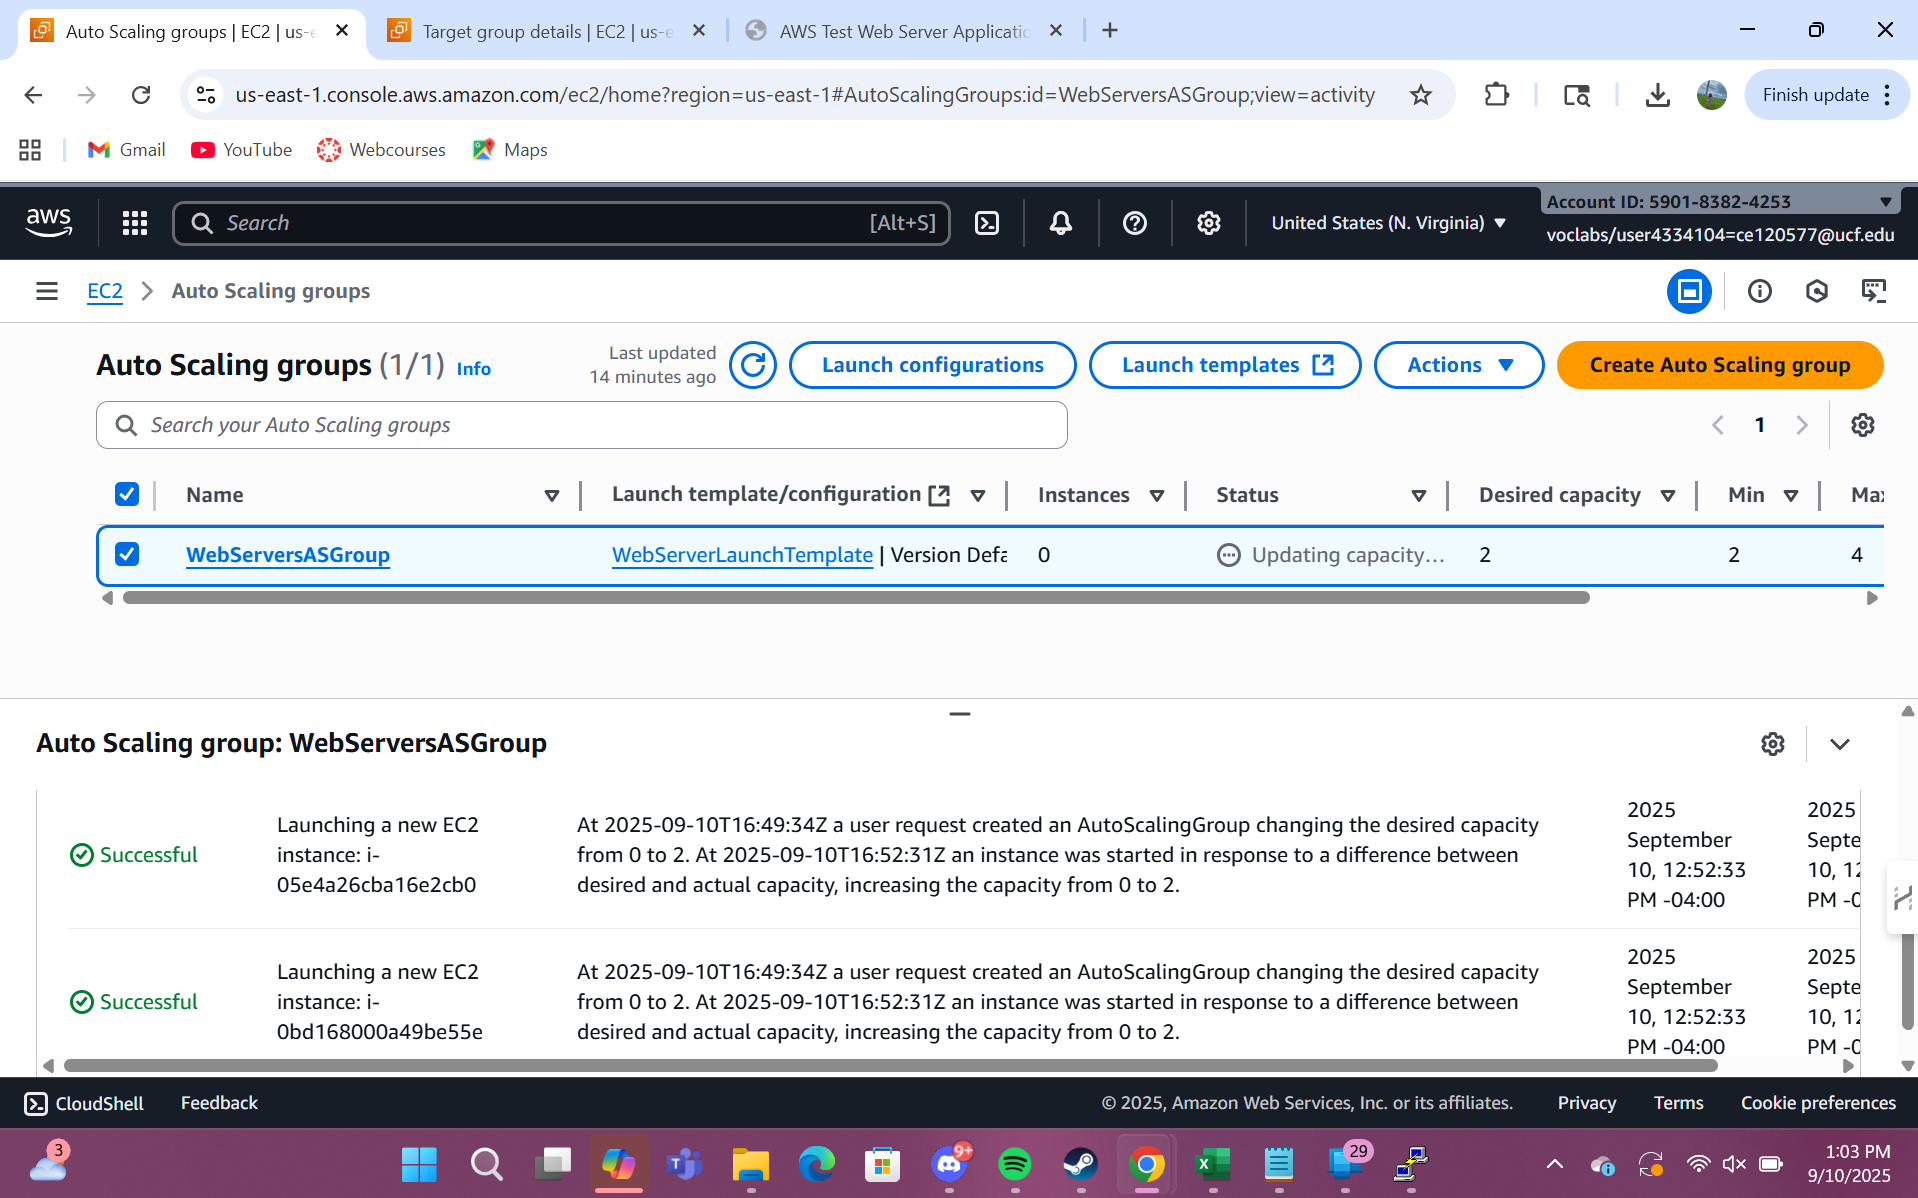 Auto Scaling groups | EC2 | us-e
Target group details | EC2 | us-e
AWS Test Web Server Applicatio
us-east-1.console.aws.amazon.com/ec2/home?region=us-east-1#AutoScalingGroups:id=WebServersASGroup;view=activity
Finish update
Gmail
YouTube
Webcourses
Maps
aws
Search
[Alt+S]
United States (N. Virginia)
Account ID: 5901-8382-4253
voclabs/user4334104=ce120577@ucf.edu
EC2
Auto Scaling groups
Auto Scaling groups (1/1) Info
Last updated
14 minutes ago
Launch configurations
Launch templates
Actions
Create Auto Scaling group
Search your Auto Scaling groups
1
Name
Launch template/configuration
Instances
Status
Desired capacity
Min
Max
WebServersASGroup
WebServerLaunchTemplate | Version Defa
0
Updating capacity...
2
2
4
Auto Scaling group: WebServersASGroup
Successful
Launching a new EC2
instance: i-
05e4a26cba16e2cb0
At 2025-09-10T16:49:34Z a user request created an AutoScalingGroup changing the desired capacity
from 0 to 2. At 2025-09-10T16:52:31Z an instance was started in response to a difference between
desired and actual capacity, increasing the capacity from 0 to 2.
2025
September
10, 12:52:33
PM -04:00
2025
Septe
10, 12
PM -0
Successful
Launching a new EC2
instance: i-
0bd168000a49be55e
At 2025-09-10T16:49:34Z a user request created an AutoScalingGroup changing the desired capacity
from 0 to 2. At 2025-09-10T16:52:31Z an instance was started in response to a difference between
desired and actual capacity, increasing the capacity from 0 to 2.
2025
September
10, 12:52:33
PM -04:00
2025
Septe
10, 12
PM -0
CloudShell
Feedback
© 2025, Amazon Web Services, Inc. or its affiliates.
Privacy
Terms
Cookie preferences
3
9+
29
1:03 PM
9/10/2025